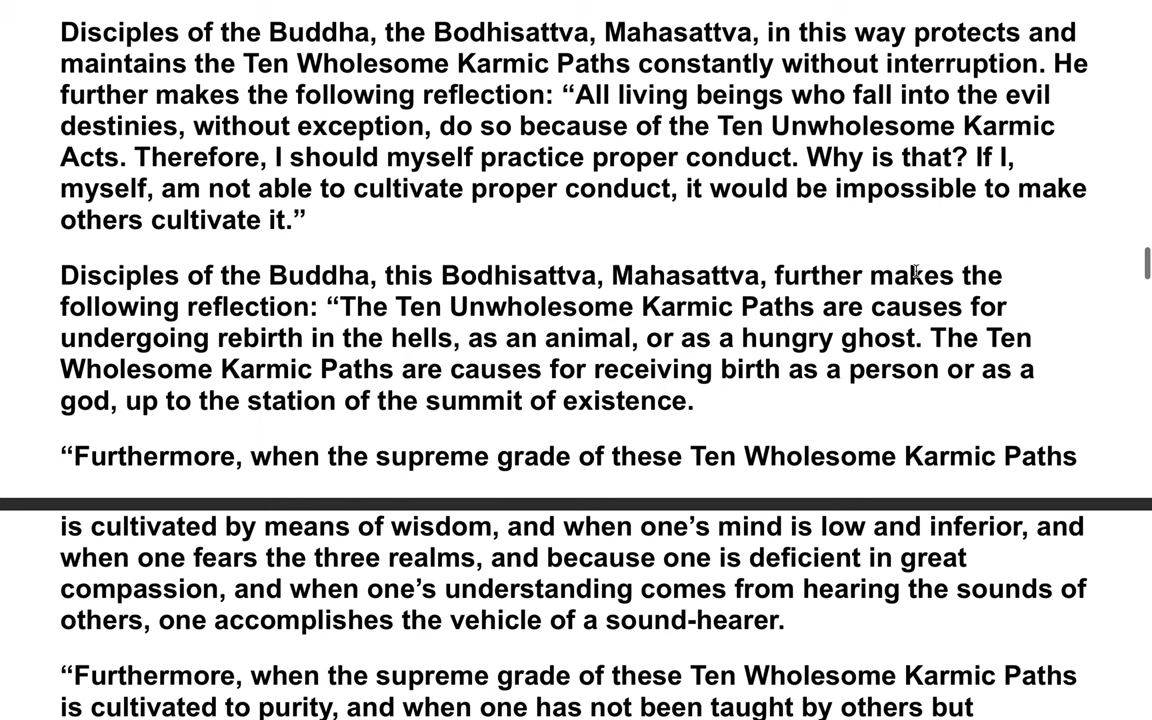 Disciples of the Buddha, the Bodhisattva, Mahasattva, in this way protects and
maintains the Ten Wholesome Karmic Paths constantly without interruption. He
further makes the following reflection: “All living beings who fall into the evil
destinies, without exception, do so because of the Ten Unwholesome Karmic
Acts. Therefore, I should myself practice proper conduct. Why is that? If I,
myself, am not able to cultivate proper conduct, it would be impossible to make
others cultivate it.”
Disciples of the Buddha, this Bodhisattva, Mahasattva, further makes the
following reflection: “The Ten Unwholesome Karmic Paths are causes for
undergoing rebirth in the hells, as an animal, or as a hungry ghost. The Ten
Wholesome Karmic Paths are causes for receiving birth as a person or as a
god, up to the station of the summit of existence.
“Furthermore, when the supreme grade of these Ten Wholesome Karmic Paths
is cultivated by means of wisdom, and when one’s mind is low and inferior, and
when one fears the three realms, and because one is deficient in great
compassion, and when one’s understanding comes from hearing the sounds of
others, one accomplishes the vehicle of a sound-hearer.
“Furthermore, when the supreme grade of these Ten Wholesome Karmic Paths
is cultivated to purity, and when one has not been taught by others but